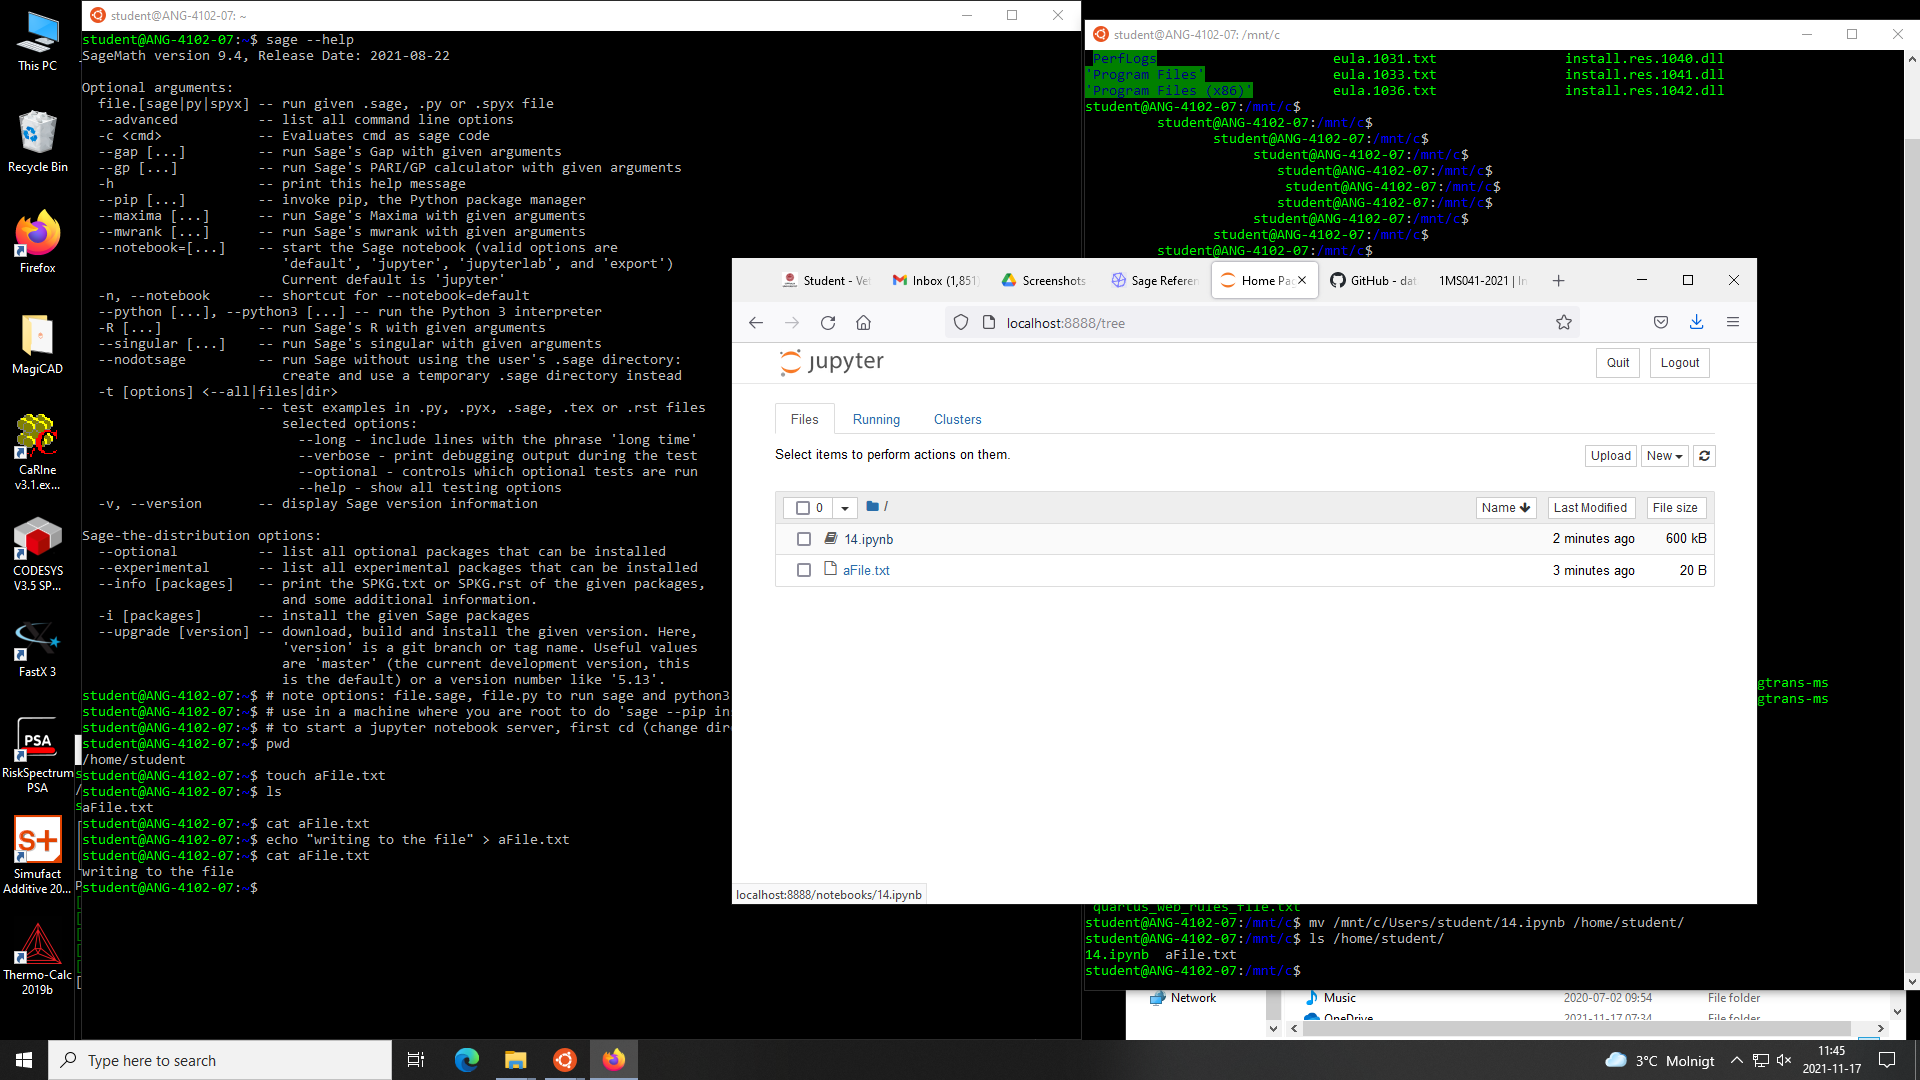 This PC
Recycle Bin
Firefox
MagiCAD
CaRIne
v3.1.ex...
CODESYS
V3.5 SP...
FastX 3
RiskSpectrum
PSA
Simufact
Additive 20...
Thermo-Calc
2019b
student@ANG-4102-07: ~
student@ANG-4102-07:~$ sage --help
SageMath version 9.4, Release Date: 2021-08-22
Optional arguments:
file.[sage|py|spyx] -- run given .sage, .py or .spyx file
--advanced -- list all command line options
-c <cmd> -- Evaluates cmd as sage code
--gap [...] -- run Sage's Gap with given arguments
--gp [...] -- run Sage's PARI/GP calculator with given arguments
-h -- print this help message
--pip [...] -- invoke pip, the Python package manager
--maxima [...] -- run Sage's Maxima with given arguments
--mwrank [...] -- run Sage's mwrank with given arguments
--notebook=[...] -- start the Sage notebook (valid options are
'default', 'jupyter', 'jupyterlab', and 'export')
Current default is 'jupyter'
-n, --notebook -- shortcut for --notebook=default
--python [...], --python3 [...] -- run the Python 3 interpreter
-R [...] -- run Sage's R with given arguments
--singular [...] -- run Sage's singular with given arguments
--nodotsage -- run Sage without using the user's .sage directory:
create and use a temporary .sage directory instead
-t [options] <--all|files|dir>
-- test examples in .py, .pyx, .sage, .tex or .rst files
selected options:
--long - include lines with the phrase 'long time'
--verbose - print debugging output during the test
--optional - controls which optional tests are run
--help - show all testing options
-v, --version -- display Sage version information
Sage-the-distribution options:
--optional -- list all optional packages that can be installed
--experimental -- list all experimental packages that can be installed
--info [packages] -- print the SPKG.txt or SPKG.rst of the given packages,
and some additional information.
-i [packages] -- install the given Sage packages
--upgrade [version] -- download, build and install the given version. Here,
'version' is a git branch or tag name. Useful values
are 'master' (the current development version, this
is the default) or a version number like '5.13'.
student@ANG-4102-07:~$ # note options: file.sage, file.py to run sage and python3
student@ANG-4102-07:~$ # use in a machine where you are root to do 'sage --pip in
student@ANG-4102-07:~$ # to start a jupyter notebook server, first cd (change dir
student@ANG-4102-07:~$ pwd
/home/student
student@ANG-4102-07:~$ touch aFile.txt
student@ANG-4102-07:~$ ls
aFile.txt
student@ANG-4102-07:~$ cat aFile.txt
student@ANG-4102-07:~$ echo "writing to the file" > aFile.txt
student@ANG-4102-07:~$ cat aFile.txt
writing to the file
student@ANG-4102-07:~$
student@ANG-4102-07: /mnt/c
PerfLogs eula.1031.txt install.res.1040.dll
'Program Files' eula.1033.txt install.res.1041.dll
'Program Files (x86)' eula.1036.txt install.res.1042.dll
student@ANG-4102-07:/mnt/c$
student@ANG-4102-07:/mnt/c$
student@ANG-4102-07:/mnt/c$
student@ANG-4102-07:/mnt/c$
student@ANG-4102-07:/mnt/c$
student@ANG-4102-07:/mnt/c$
student@ANG-4102-07:/mnt/c$
student@ANG-4102-07:/mnt/c$
student@ANG-4102-07:/mnt/c$
student@ANG-4102-07:/mnt/c$
Student - Vet Inbox (1,851) Screenshots Sage Referen Home Pag GitHub - dat 1MS041-2021 | In
localhost:8888/tree
jupyter Quit Logout
Files Running Clusters
Select items to perform actions on them. Upload New
0 / Name Last Modified File size
14.ipynb 2 minutes ago 600 kB
aFile.txt 3 minutes ago 20 B
localhost:8888/notebooks/14.ipynb
gtrans-ms
gtrans-ms
quartus_web_rules_file.txt
student@ANG-4102-07:/mnt/c$ mv /mnt/c/Users/student/14.ipynb /home/student/
student@ANG-4102-07:/mnt/c$ ls /home/student/
14.ipynb aFile.txt
student@ANG-4102-07:/mnt/c$
Network Music 2020-07-02 09:54 File folder
OneDrive 2021-11-17 07:34 File folder
Type here to search
3°C Molnigt
11:45
2021-11-17